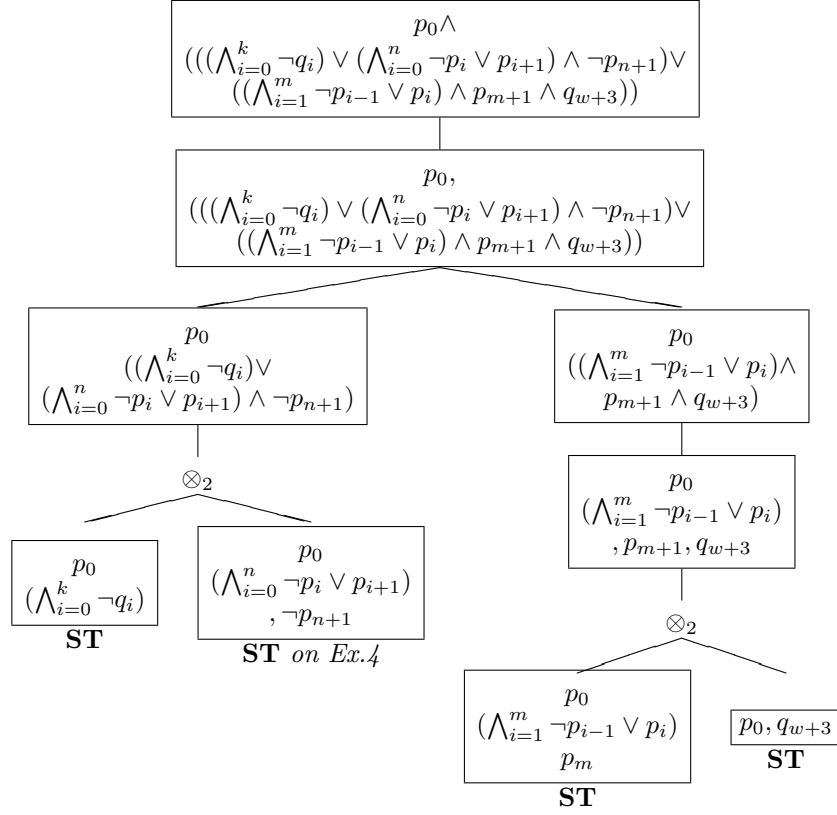 p_0 ∧
(((⋀_{i=0}^{k} ¬q_i) ∨ (⋀_{i=0}^{n} ¬p_i ∨ p_{i+1}) ∧ ¬p_{n+1})∨
((⋀_{i=1}^{m} ¬p_{i−1} ∨ p_i) ∧ p_{m+1} ∧ q_{w+3}))
p_0,
(((⋀_{i=0}^{k} ¬q_i) ∨ (⋀_{i=0}^{n} ¬p_i ∨ p_{i+1}) ∧ ¬p_{n+1})∨
((⋀_{i=1}^{m} ¬p_{i−1} ∨ p_i) ∧ p_{m+1} ∧ q_{w+3}))
p_0
((⋀_{i=0}^{k} ¬q_i)∨
(⋀_{i=0}^{n} ¬p_i ∨ p_{i+1}) ∧ ¬p_{n+1})
p_0
((⋀_{i=1}^{m} ¬p_{i−1} ∨ p_i)∧
p_{m+1} ∧ q_{w+3})
⊗_2
p_0
(⋀_{i=0}^{k} ¬q_i)
ST
p_0
(⋀_{i=0}^{n} ¬p_i ∨ p_{i+1})
, ¬p_{n+1}
ST on Ex.4
p_0
(⋀_{i=1}^{m} ¬p_{i−1} ∨ p_i)
, p_{m+1}, q_{w+3}
⊗_2
p_0
(⋀_{i=1}^{m} ¬p_{i−1} ∨ p_i)
p_m
ST
p_0, q_{w+3}
ST